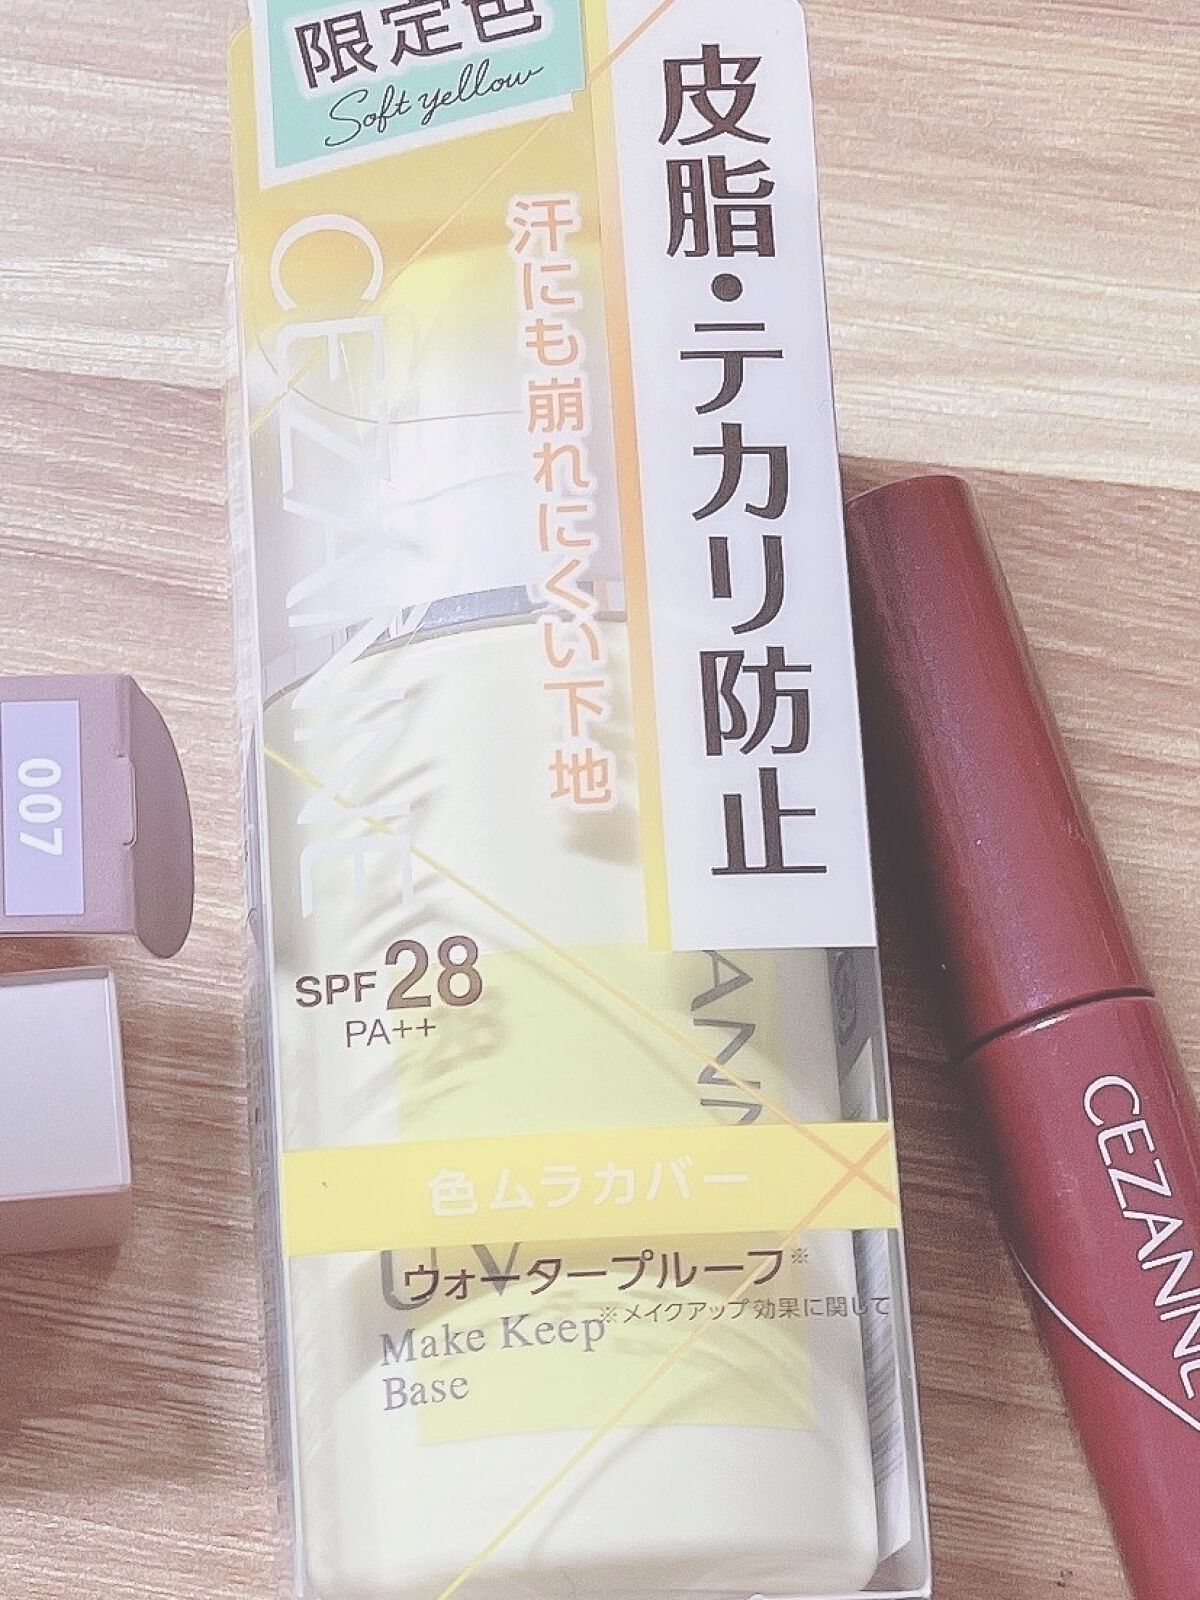 限定色
Soft yellow
皮脂・テカリ防止
汗にも崩れにくい下地
CEZANNE
SPF 28
PA++
色ムラカバー
UV
ウォータープルーフ※
※メイクアップ効果に関して
Make Keep
Base
007
CEZANNE